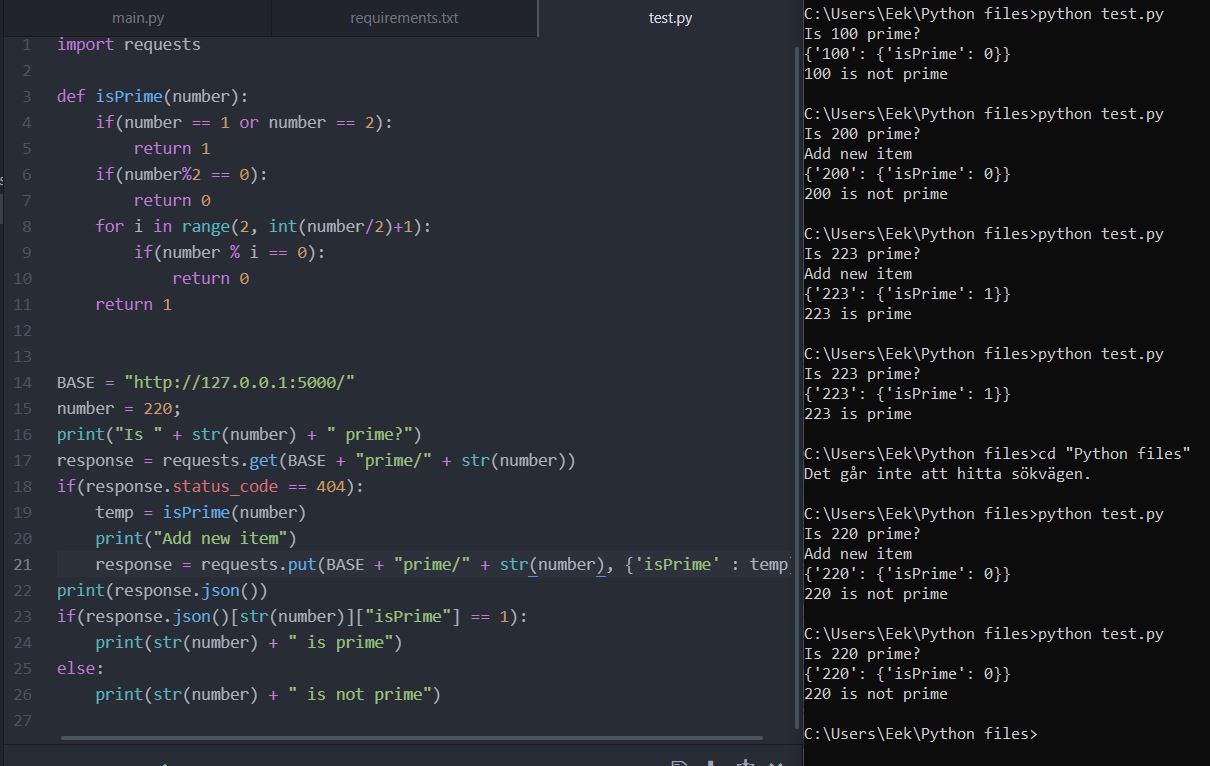 main.py
requirements.txt
test.py
1 import requests
2
3 def isPrime(number):
4 if(number == 1 or number == 2):
5 return 1
6 if(number%2 == 0):
7 return 0
8 for i in range(2, int(number/2)+1):
9 if(number % i == 0):
10 return 0
11 return 1
12
13
14 BASE = "http://127.0.0.1:5000/"
15 number = 220;
16 print("Is " + str(number) + " prime?")
17 response = requests.get(BASE + "prime/" + str(number))
18 if(response.status_code == 404):
19 temp = isPrime(number)
20 print("Add new item")
21 response = requests.put(BASE + "prime/" + str(number), {'isPrime' : temp
22 print(response.json())
23 if(response.json()[str(number)]["isPrime"] == 1):
24 print(str(number) + " is prime")
25 else:
26 print(str(number) + " is not prime")
27
C:\Users\Eek\Python files>python test.py
Is 100 prime?
{'100': {'isPrime': 0}}
100 is not prime
C:\Users\Eek\Python files>python test.py
Is 200 prime?
Add new item
{'200': {'isPrime': 0}}
200 is not prime
C:\Users\Eek\Python files>python test.py
Is 223 prime?
Add new item
{'223': {'isPrime': 1}}
223 is prime
C:\Users\Eek\Python files>python test.py
Is 223 prime?
{'223': {'isPrime': 1}}
223 is prime
C:\Users\Eek\Python files>cd "Python files"
Det går inte att hitta sökvägen.
C:\Users\Eek\Python files>python test.py
Is 220 prime?
Add new item
{'220': {'isPrime': 0}}
220 is not prime
C:\Users\Eek\Python files>python test.py
Is 220 prime?
{'220': {'isPrime': 0}}
220 is not prime
C:\Users\Eek\Python files>